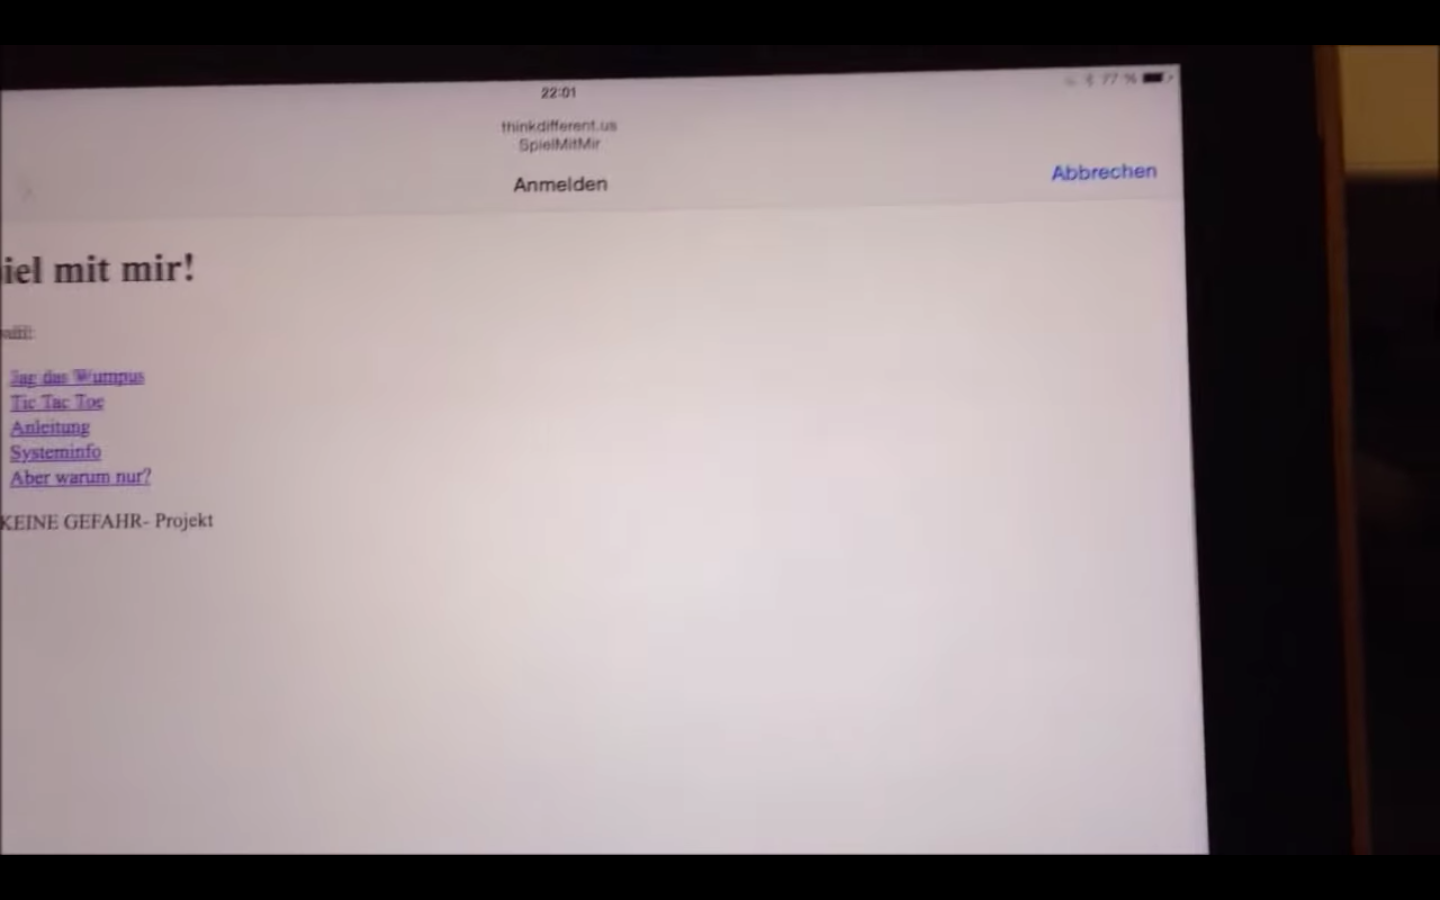 22:01
77 %
thinkdifferent.us
SpielMitMir
Anmelden
Abbrechen
iel mit mir!
Jag das Wumpus
Tic Tac Toe
Anleitung
Systeminfo
Aber warum nur?
KEINE GEFAHR- Projekt